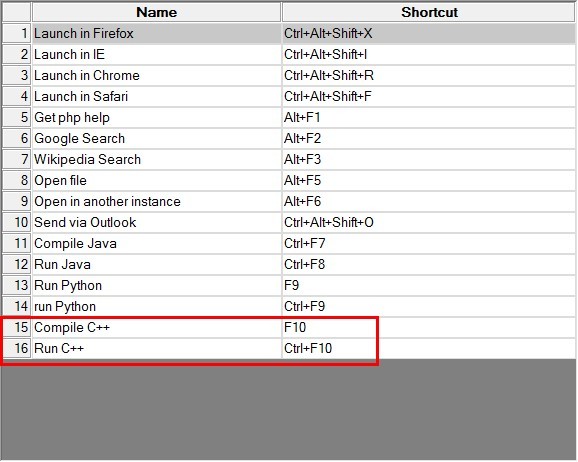 Name Shortcut
1 Launch in Firefox Ctrl+Alt+Shift+X
2 Launch in IE Ctrl+Alt+Shift+I
3 Launch in Chrome Ctrl+Alt+Shift+R
4 Launch in Safari Ctrl+Alt+Shift+F
5 Get php help Alt+F1
6 Google Search Alt+F2
7 Wikipedia Search Alt+F3
8 Open file Alt+F5
9 Open in another instance Alt+F6
10 Send via Outlook Ctrl+Alt+Shift+O
11 Compile Java Ctrl+F7
12 Run Java Ctrl+F8
13 Run Python F9
14 run Python Ctrl+F9
15 Compile C++ F10
16 Run C++ Ctrl+F10